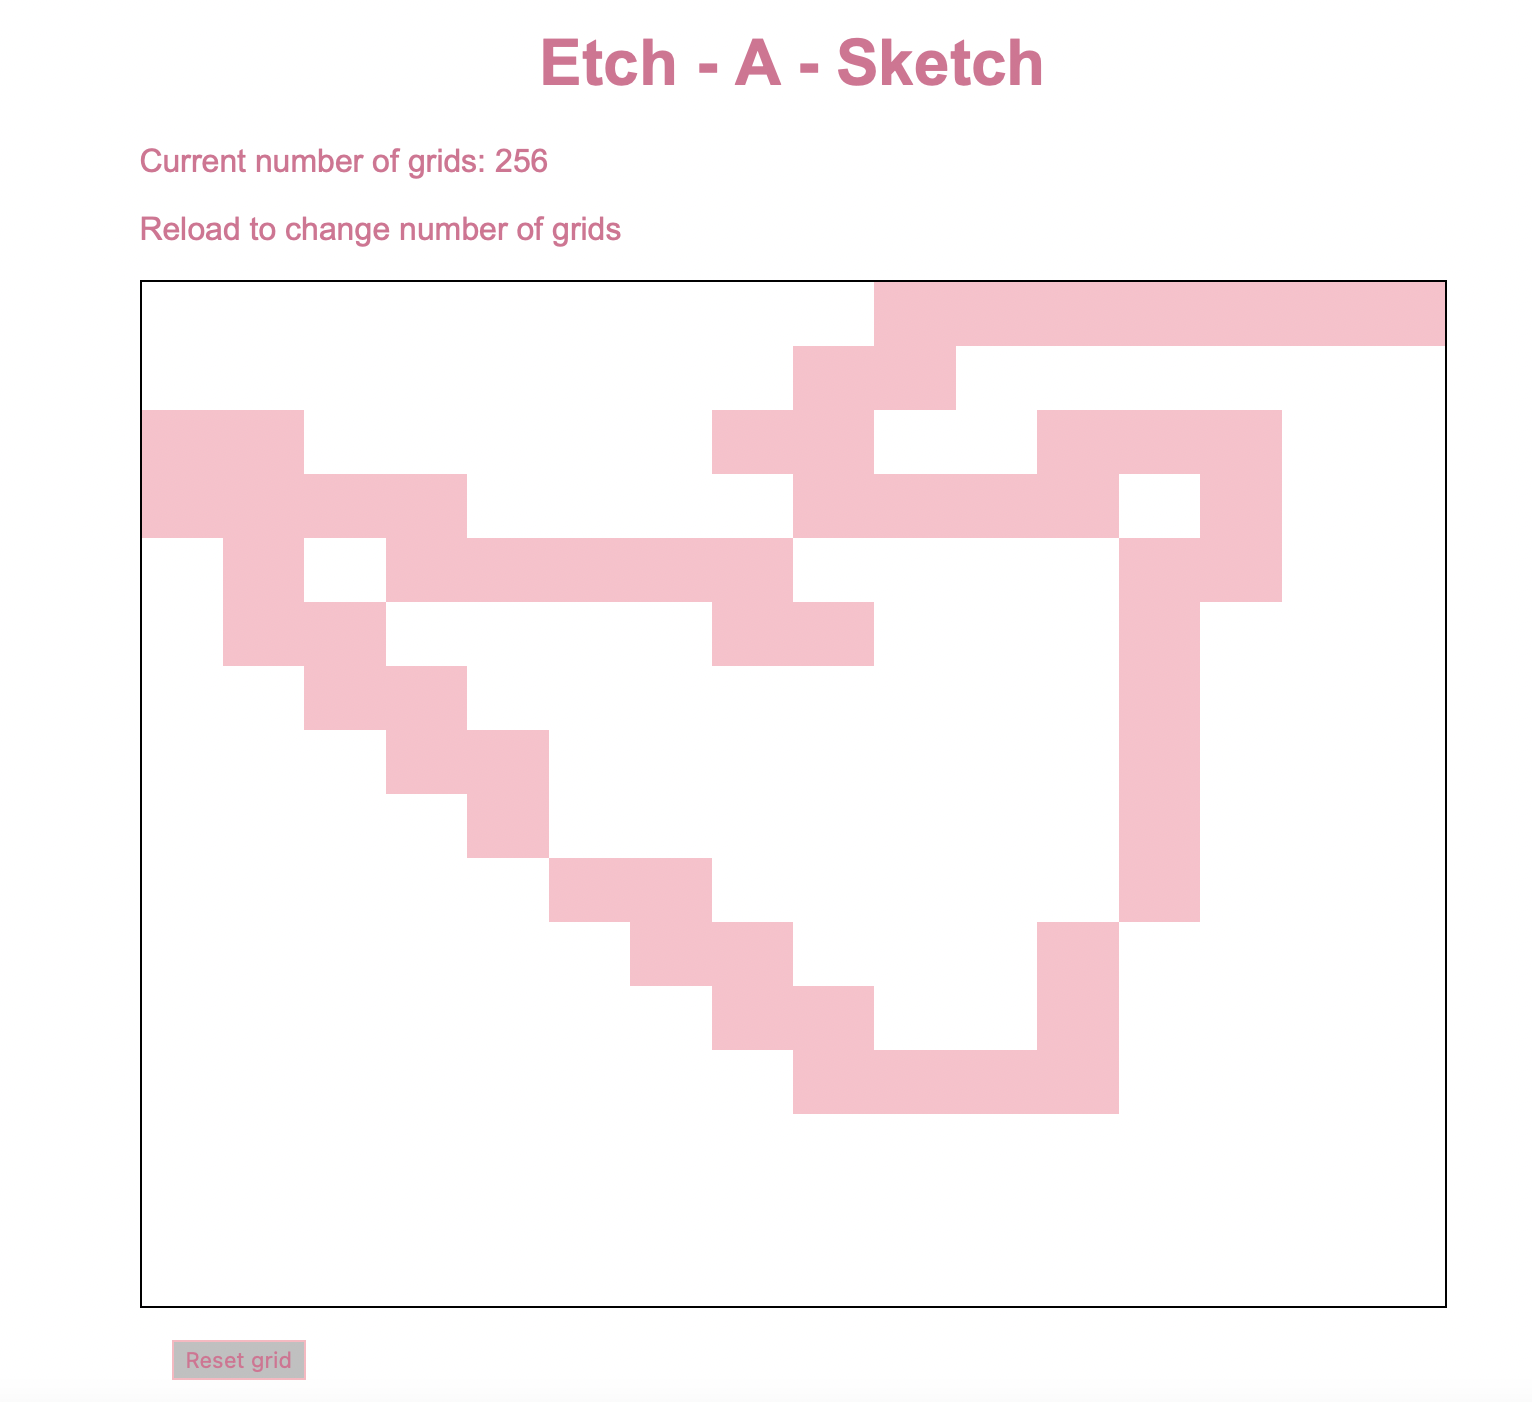 Etch - A - Sketch
Current number of grids: 256
Reload to change number of grids
Reset grid